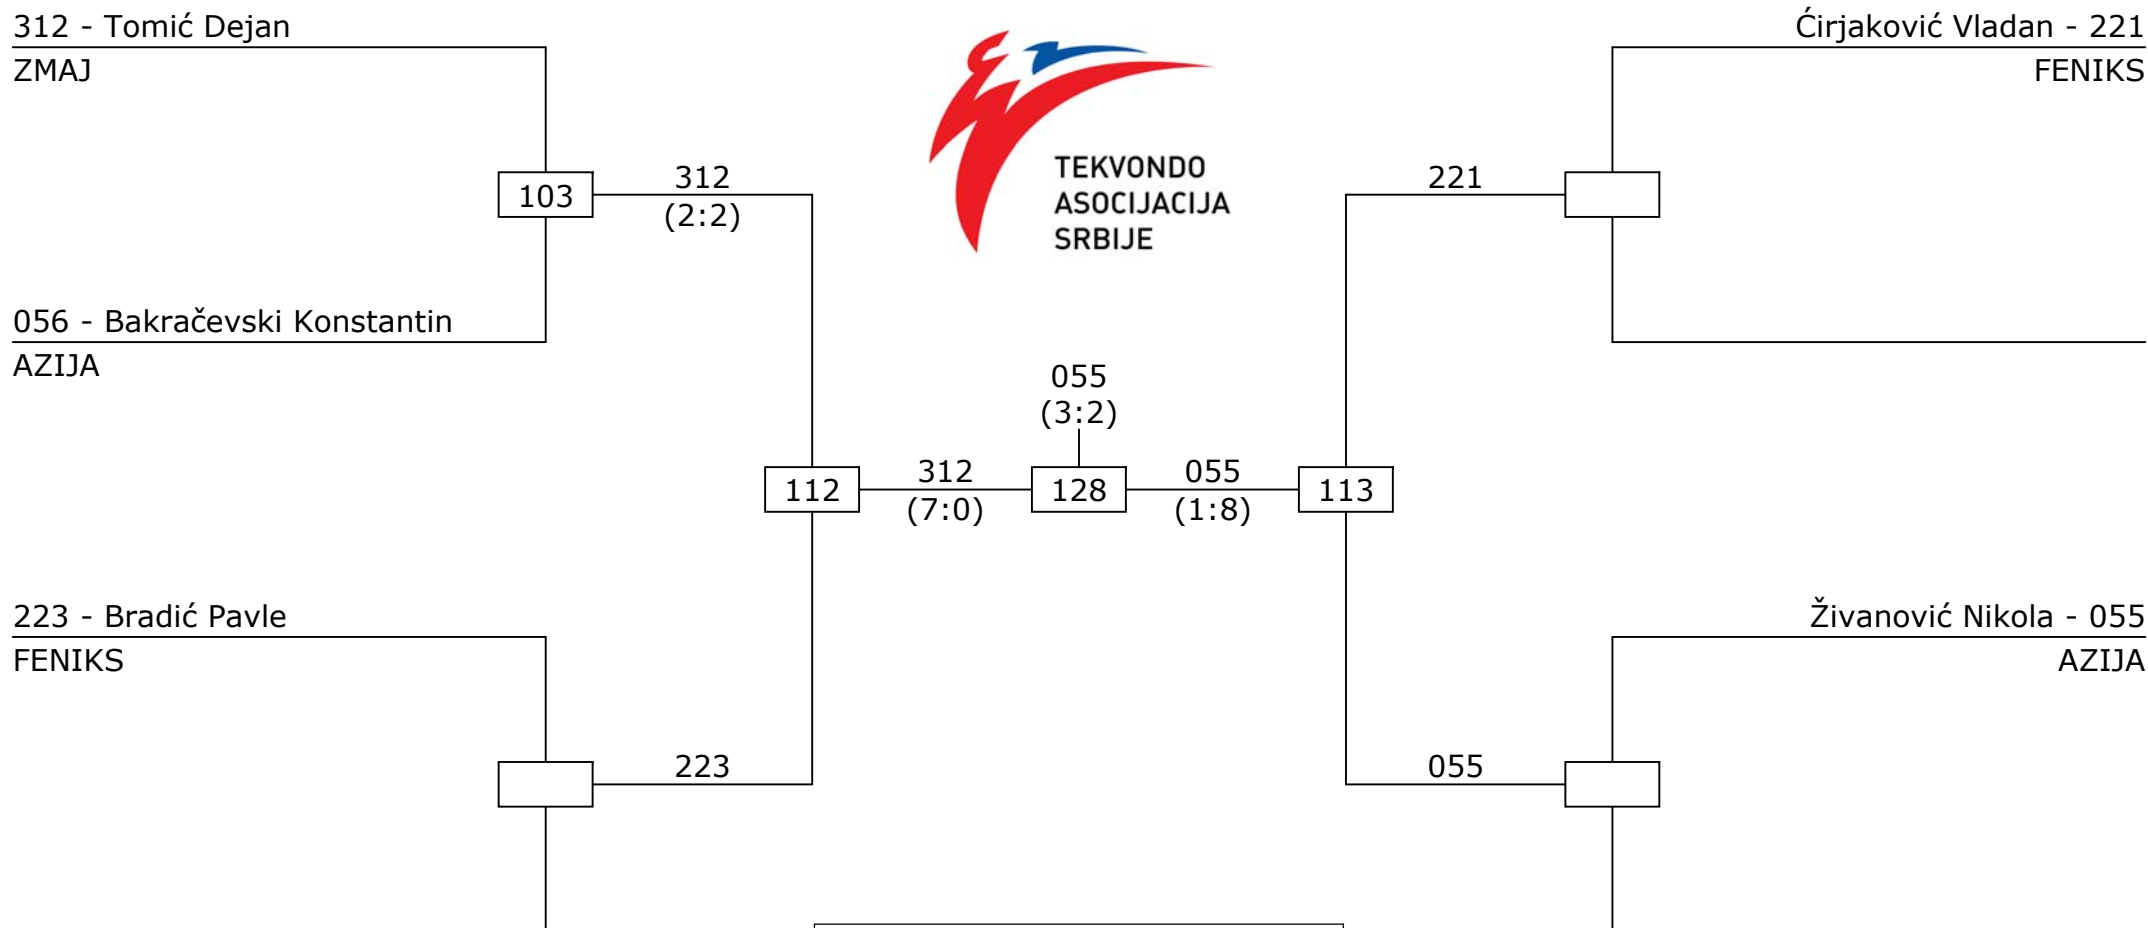 312 - Tomić Dejan
ZMAJ
Ćirjaković Vladan - 221
FENIKS
TEKVONDO
ASOCIJACIJA
SRBIJE
103
312
(2:2)
221
056 - Bakračevski Konstantin
AZIJA
055
(3:2)
112
312
(7:0)
128
055
(1:8)
113
223 - Bradić Pavle
FENIKS
Živanović Nikola - 055
AZIJA
223
055